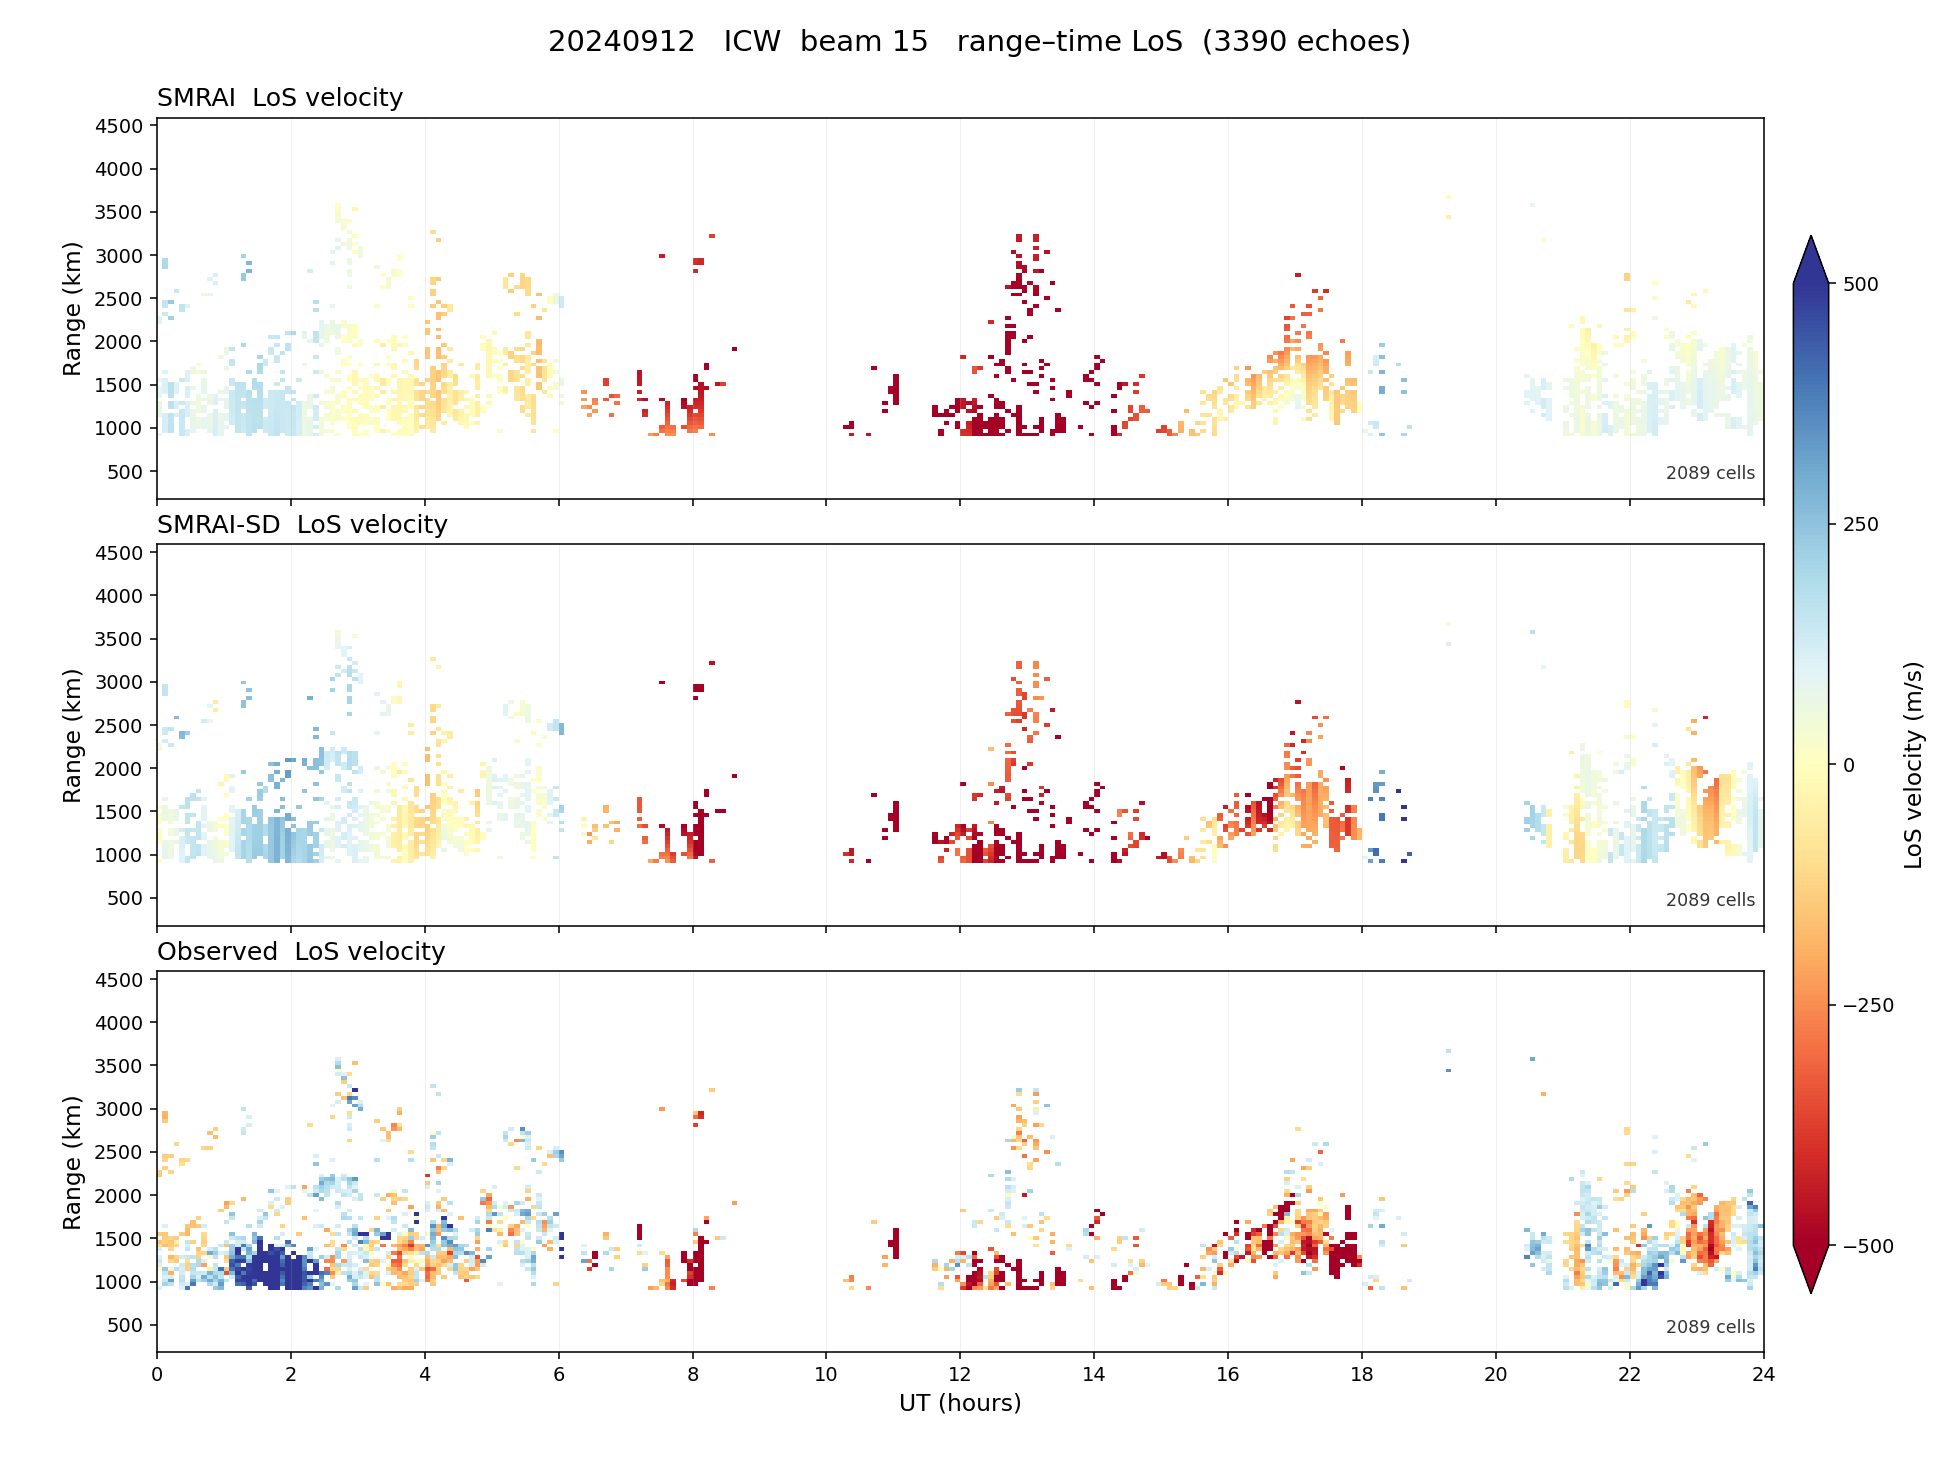 20240912   ICW  beam 15   range–time LoS  (3390 echoes)
SMRAI  LoS velocity
4500
4000
3500
3000
2500
2000
1500
1000
500
Range (km)
2089 cells
SMRAI-SD  LoS velocity
4500
4000
3500
3000
2500
2000
1500
1000
500
Range (km)
2089 cells
Observed  LoS velocity
4500
4000
3500
3000
2500
2000
1500
1000
500
Range (km)
2089 cells
0 2 4 6 8 10 12 14 16 18 20 22 24
UT (hours)
500
250
0
−250
−500
LoS velocity (m/s)